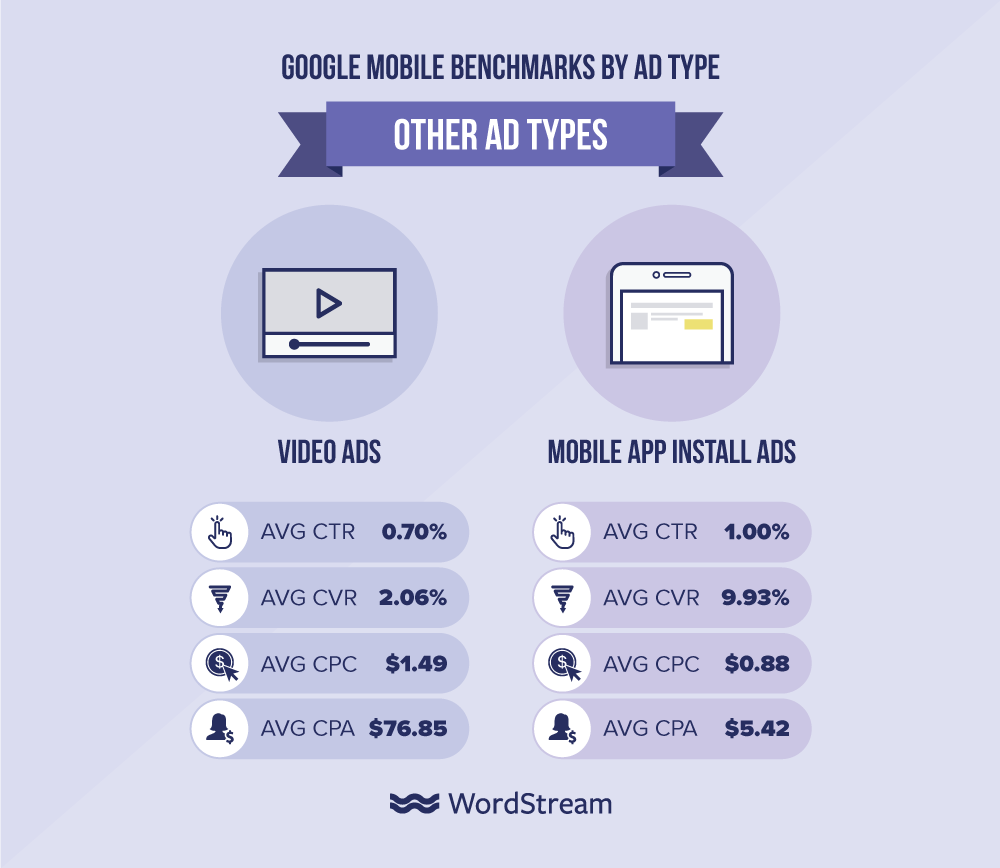 GOOGLE MOBILE BENCHMARKS BY AD TYPE
OTHER AD TYPES
VIDEO ADS
AVG CTR 0.70%
AVG CVR 2.06%
AVG CPC $1.49
AVG CPA $76.85
MOBILE APP INSTALL ADS
AVG CTR 1.00%
AVG CVR 9.93%
AVG CPC $0.88
AVG CPA $5.42
WordStream